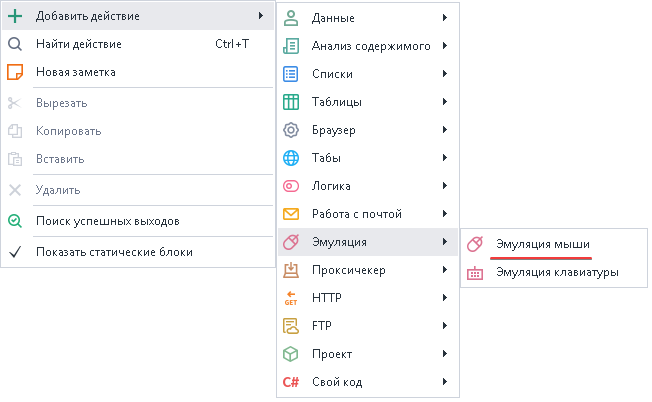 Добавить действие
Найти действие Ctrl+T
Новая заметка
Вырезать
Копировать
Вставить
Удалить
Поиск успешных выходов
Показать статические блоки
Данные
Анализ содержимого
Списки
Таблицы
Браузер
Табы
Логика
Работа с почтой
Эмуляция
Проксичекер
GET HTTP
FTP
Проект
C# Свой код
Эмуляция мыши
Эмуляция клавиатуры